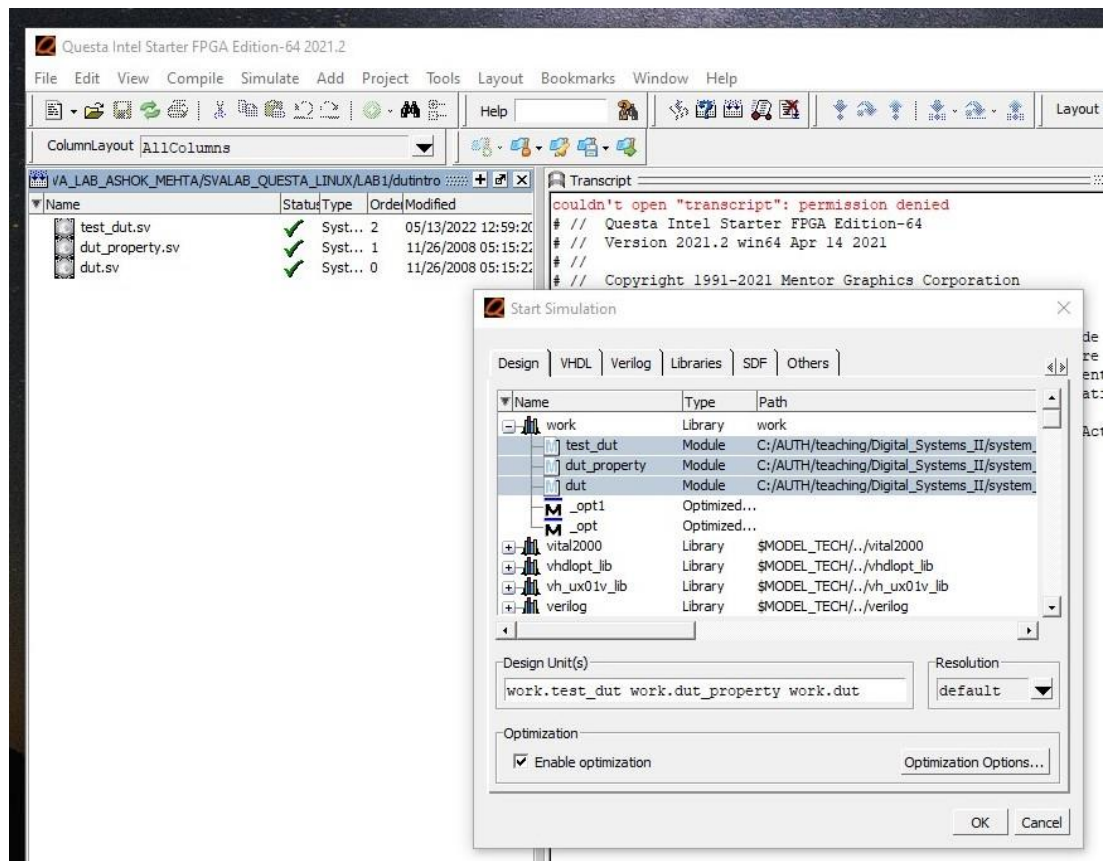 Questa Intel Starter FPGA Edition-64 2021.2
File Edit View Compile Simulate Add Project Tools Layout Bookmarks Window Help
Help Layout
ColumnLayout AllColumns
VA_LAB_ASHOK_MEHTA/SVALAB_QUESTA_LINUX/LAB1/dutintro
Name Status Type Order Modified
test_dut.sv Syst... 2 05/13/2022 12:59:20
dut_property.sv Syst... 1 11/26/2008 05:15:22
dut.sv Syst... 0 11/26/2008 05:15:22
Transcript
couldn't open "transcript": permission denied
# // Questa Intel Starter FPGA Edition-64
# // Version 2021.2 win64 Apr 14 2021
# //
# // Copyright 1991-2021 Mentor Graphics Corporation
Start Simulation
Design VHDL Verilog Libraries SDF Others
Name Type Path
work Library work
test_dut Module C:/AUTH/teaching/Digital_Systems_II/system_
dut_property Module C:/AUTH/teaching/Digital_Systems_II/system_
dut Module C:/AUTH/teaching/Digital_Systems_II/system_
_opt1 Optimized...
_opt Optimized...
vital2000 Library $MODEL_TECH/../vital2000
vhdlopt_lib Library $MODEL_TECH/../vhdlopt_lib
vh_ux01v_lib Library $MODEL_TECH/../vh_ux01v_lib
verilog Library $MODEL_TECH/../verilog
Design Unit(s) Resolution
work.test_dut work.dut_property work.dut default
Optimization
Enable optimization Optimization Options...
OK Cancel